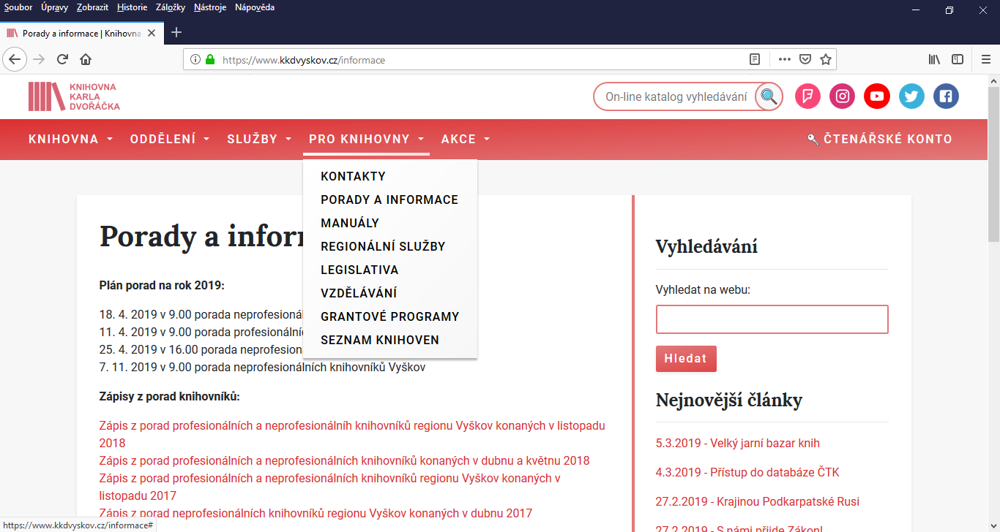 Soubor Úpravy Zobrazit Historie Záložky Nástroje Nápověda
Porady a informace | Knihovna
https://www.kkdvyskov.cz/informace
KNIHOVNA
KARLA
DVOŘÁČKA
On-line katalog vyhledávání
KNIHOVNA ODDĚLENÍ SLUŽBY PRO KNIHOVNY AKCE ČTENÁŘSKÉ KONTO
KONTAKTY
PORADY A INFORMACE
MANUÁLY
REGIONÁLNÍ SLUŽBY
LEGISLATIVA
VZDĚLÁVÁNÍ
GRANTOVÉ PROGRAMY
SEZNAM KNIHOVEN
Porady a
Plán porad na rok 2019:
18. 4. 2019 v 9.00 porada
11. 4. 2019 v 9.00 porada
25. 4. 2019 v 16.00 porada
7. 11. 2019 v 9.00 porada neprofesionálních knihovníků Vyškov
Zápisy z porad knihovníků:
Zápis z porad profesionálních a neprofesionálníh knihovníků regionu Vyškov konaných v listopadu
2018
Zápis z porad profesionálních a neprofesionálních knihovníků konaných v dubnu a květnu 2018
Zápis z porad profesionálních a neprofesionálních knihovníků regionu Vyškov konaných v
listopadu 2017
Zápis z porad neprofesionálních knihovníků regionu Vyškov konaných v dubnu 2017
Vyhledávání
Vyhledat na webu:
Hledat
Nejnovější články
5.3.2019 - Velký jarní bazar knih
4.3.2019 - Přístup do databáze ČTK
27.2.2019 - Krajinou Podkarpatské Rusi
27.2.2019 - S námi přijde Zákon!
https://www.kkdvyskov.cz/informace#